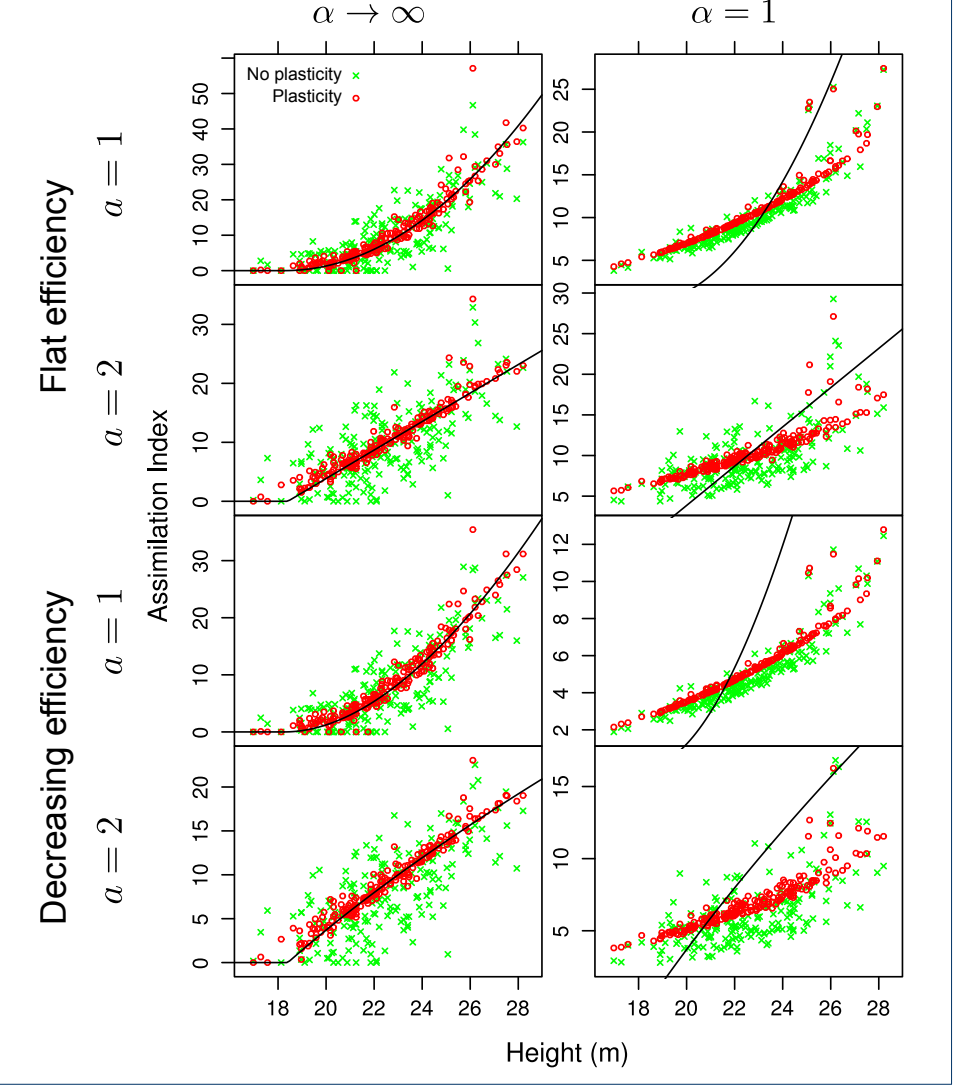 α → ∞
α = 1
No plasticity
Plasticity
Flat efficiency
a = 1
0 10 20 30 40 50
5 10 15 20 25
a = 2
0 10 20 30
5 10 15 20 25 30
Assimilation Index
Decreasing efficiency
a = 1
0 10 20 30
2 4 6 8 10 12
a = 2
0 5 10 15 20
5 10 15
18 20 22 24 26 28
18 20 22 24 26 28
Height (m)